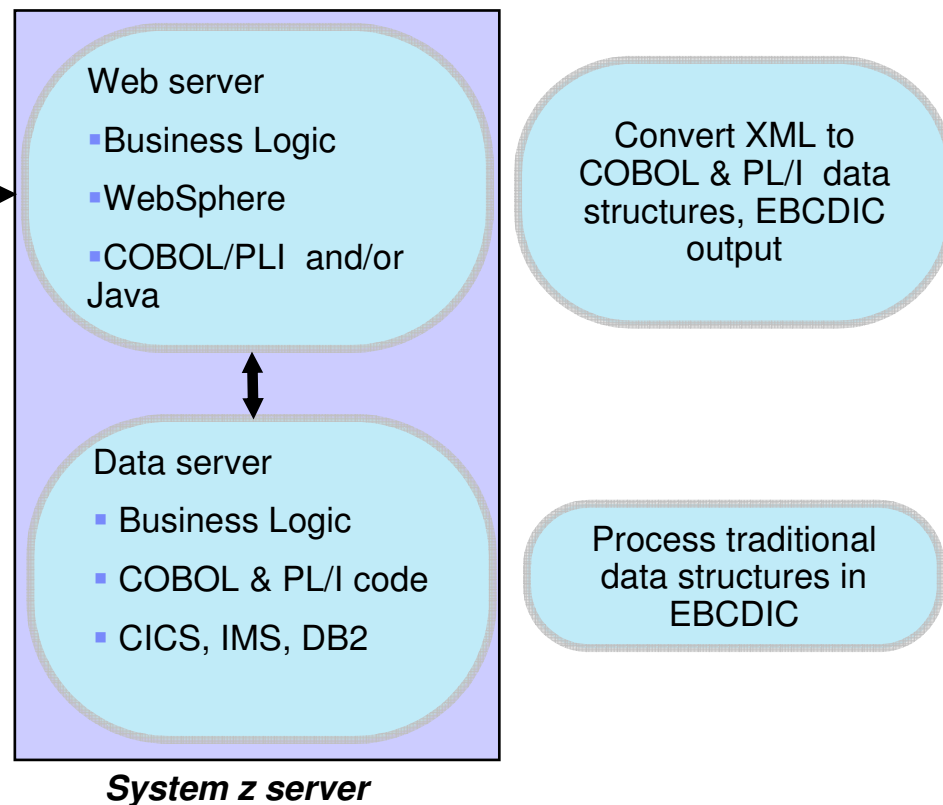 Web server
▪Business Logic
▪WebSphere
▪COBOL/PLI and/or
Java
Convert XML to
COBOL & PL/I data
structures, EBCDIC
output
Data server
▪ Business Logic
▪ COBOL & PL/I code
▪ CICS, IMS, DB2
Process traditional
data structures in
EBCDIC
System z server